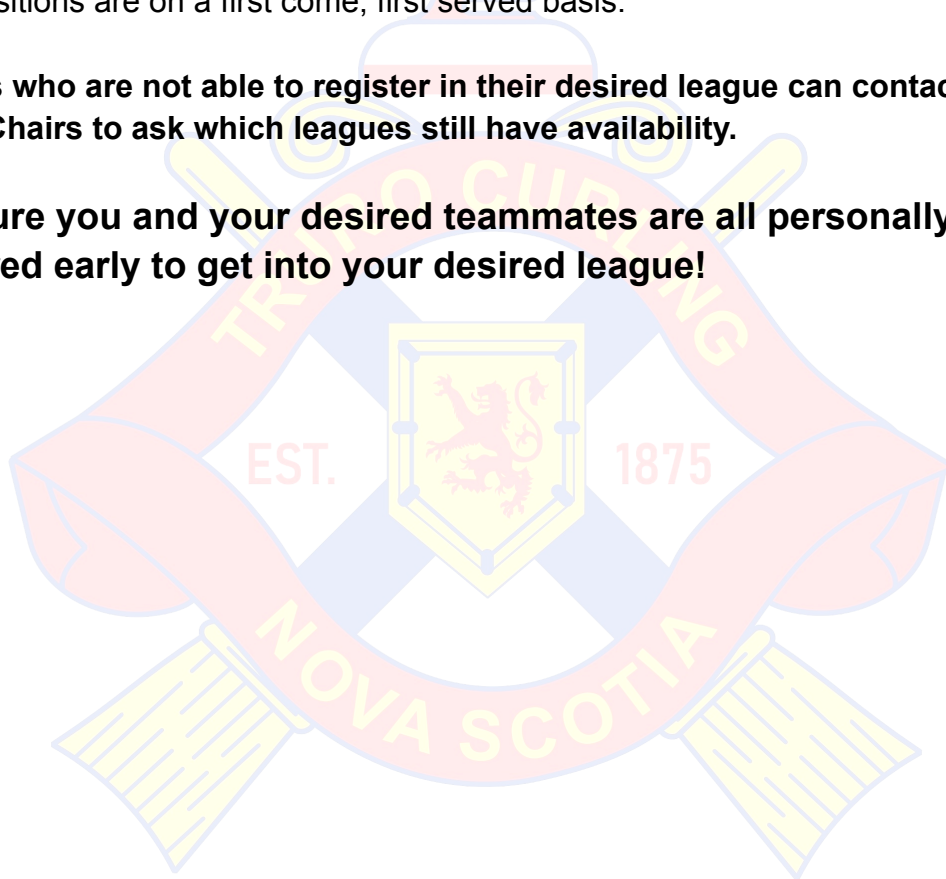 sitions are on a first come, first served basis.
s who are not able to register in their desired league can contac
Chairs to ask which leagues still have availability.
ure you and your desired teammates are all personally
ed early to get into your desired league!
TRURO CURLING
EST. 1875
NOVA SCOTIA